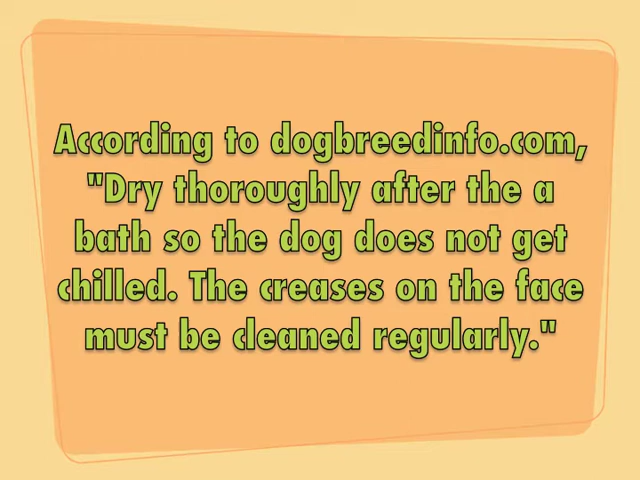 According to dogbreedinfo.com,
"Dry thoroughly after the a
bath so the dog does not get
chilled. The creases on the face
must be cleaned regularly."